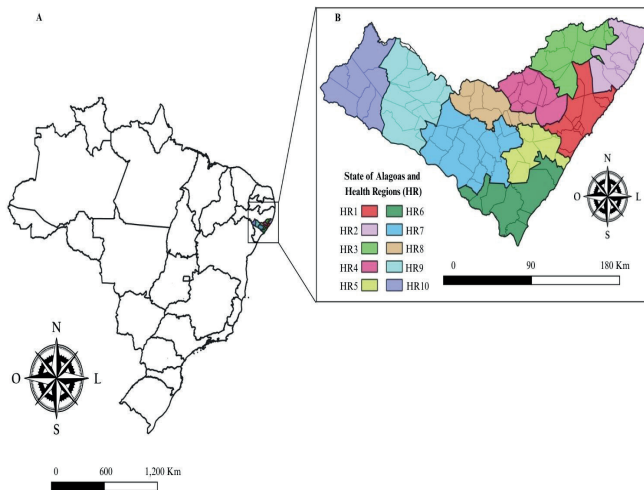 A
B
State of Alagoas and
Health Regions (HR)
HR1 HR6
HR2 HR7
HR3 HR8
HR4 HR9
HR5 HR10
N
O L
S
0 90 180 Km
N
O L
S
0 600 1,200 Km